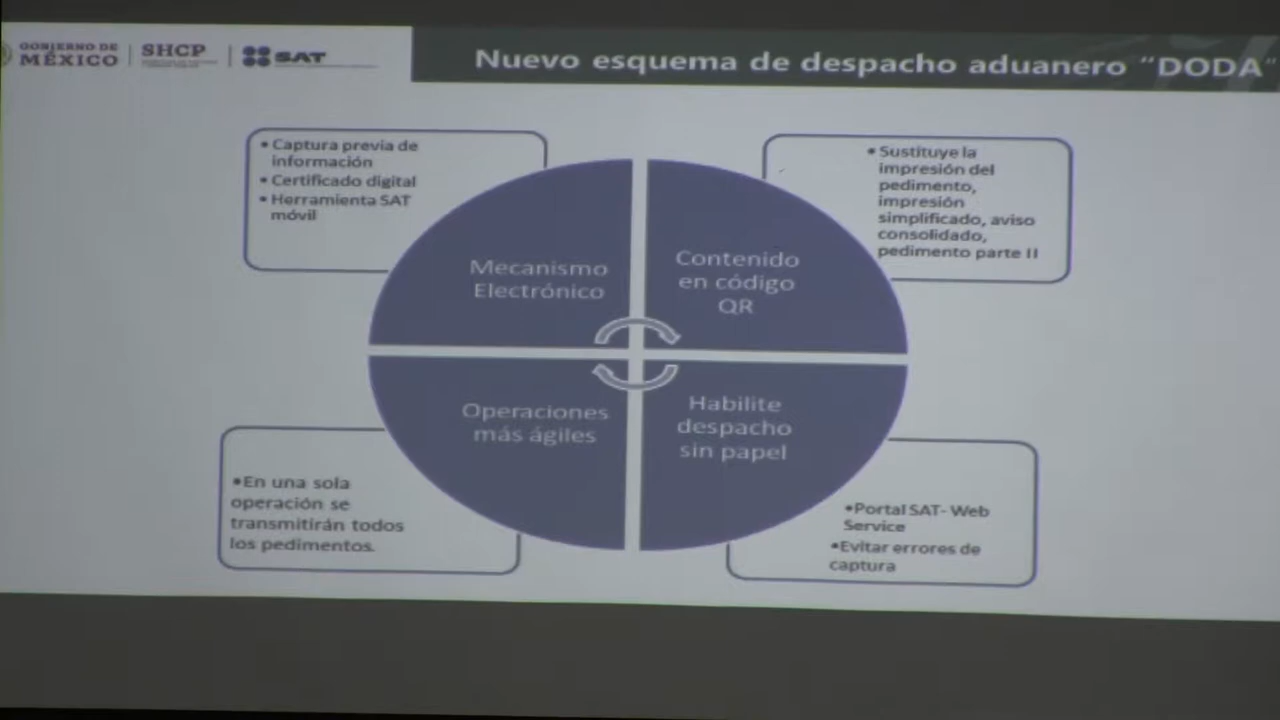 GOBIERNO DE
MÉXICO
SHCP
SAT
Nuevo esquema de despacho aduanero "DODA"
• Captura previa de
información
• Certificado digital
• Herramienta SAT
móvil
• Sustituye la
impresión del
pedimento,
impresión
simplificado, aviso
consolidado,
pedimento parte II
Mecanismo
Electrónico
Contenido
en código
QR
Operaciones
más ágiles
Habilite
despacho
sin papel
•En una sola
operación se
transmitirán todos
los pedimentos.
•Portal SAT- Web
Service
•Evitar errores de
captura